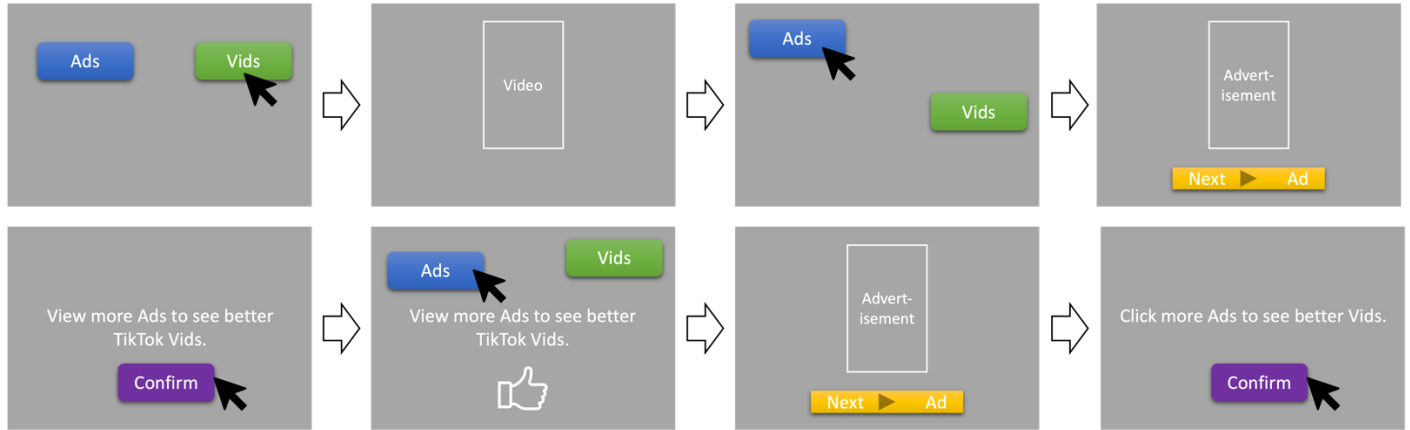 Ads
Vids
Video
Ads
Vids
Advert-
isement
Next Ad
View more Ads to see better
TikTok Vids.
Confirm
Ads
Vids
View more Ads to see better
TikTok Vids.
Advert-
isement
Next Ad
Click more Ads to see better Vids.
Confirm